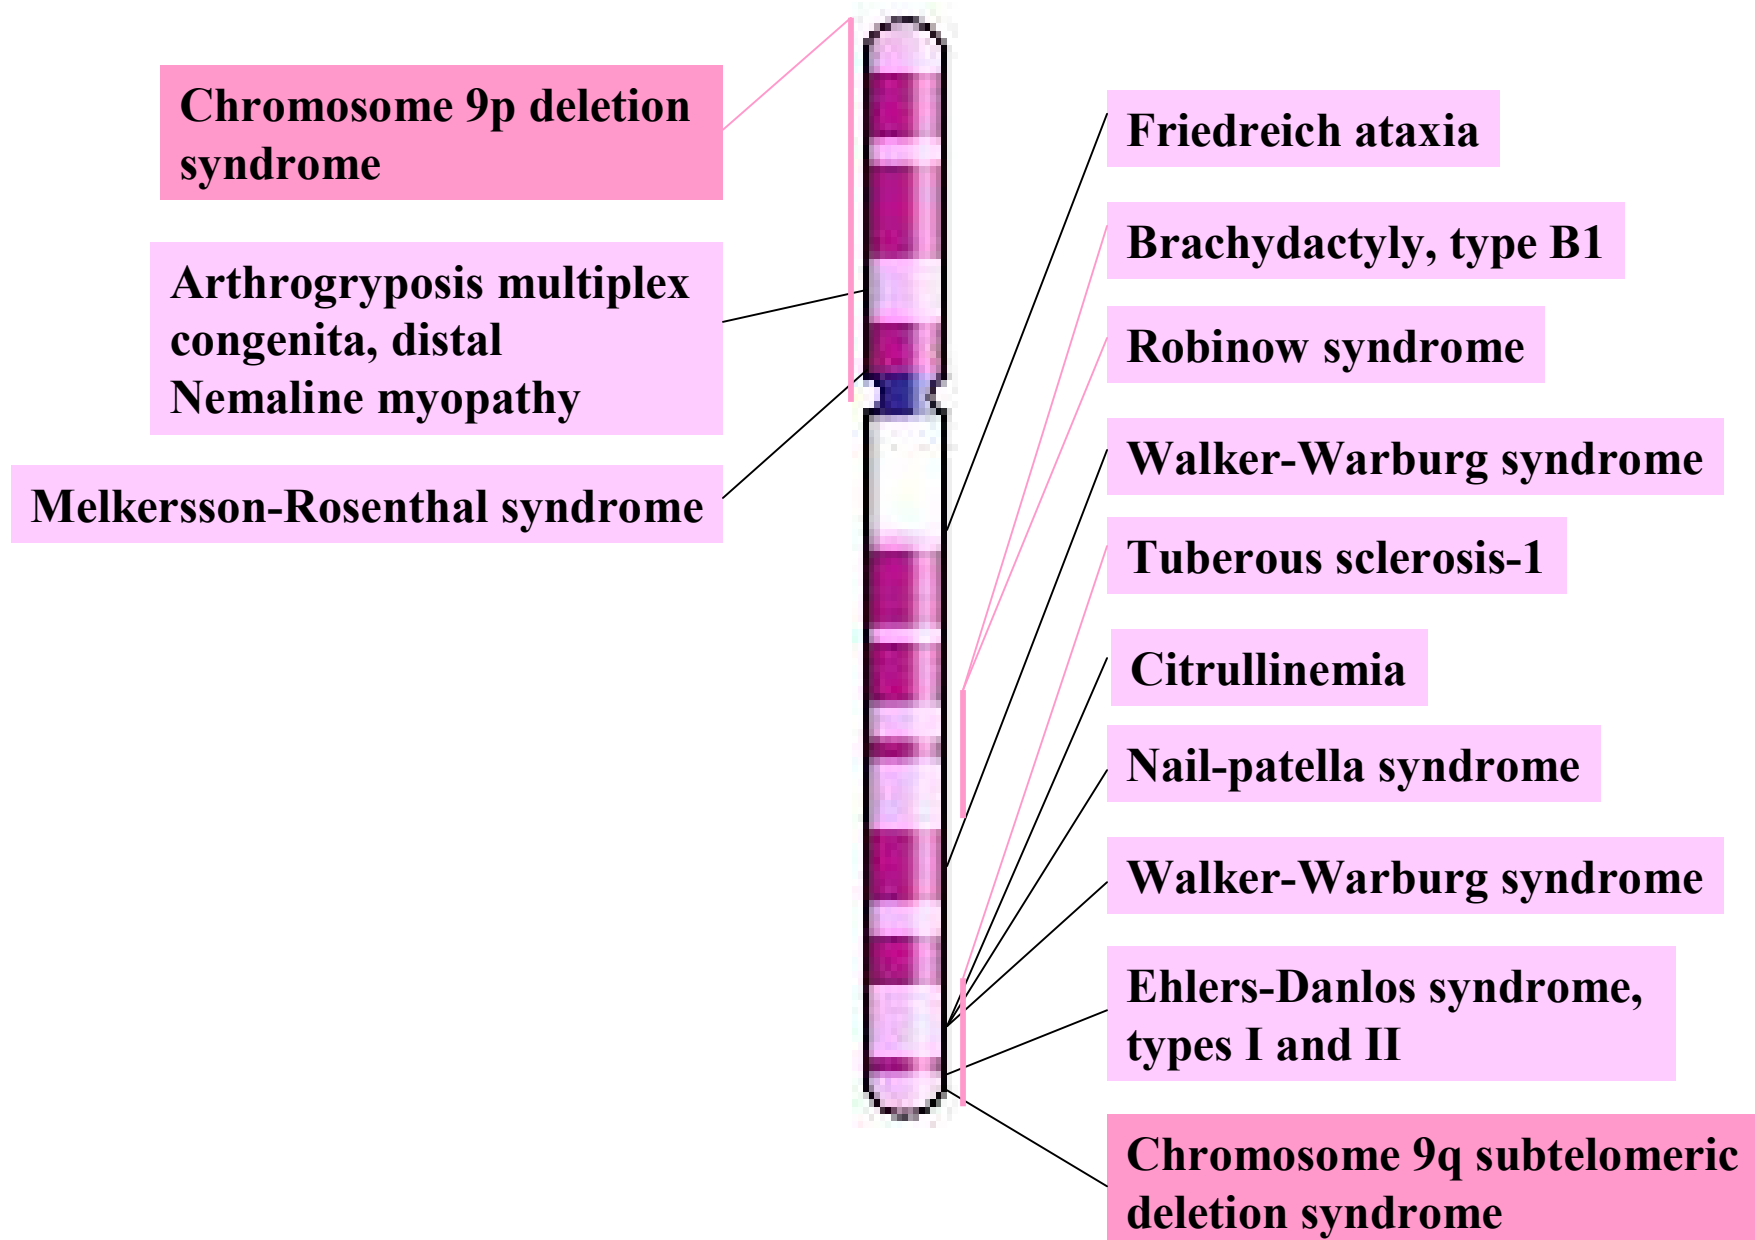 Chromosome 9p deletion
syndrome
Arthrogryposis multiplex
congenita, distal
Nemaline myopathy
Melkersson-Rosenthal syndrome
Friedreich ataxia
Brachydactyly, type B1
Robinow syndrome
Walker-Warburg syndrome
Tuberous sclerosis-1
Citrullinemia
Nail-patella syndrome
Walker-Warburg syndrome
Ehlers-Danlos syndrome,
types I and II
Chromosome 9q subtelomeric
deletion syndrome